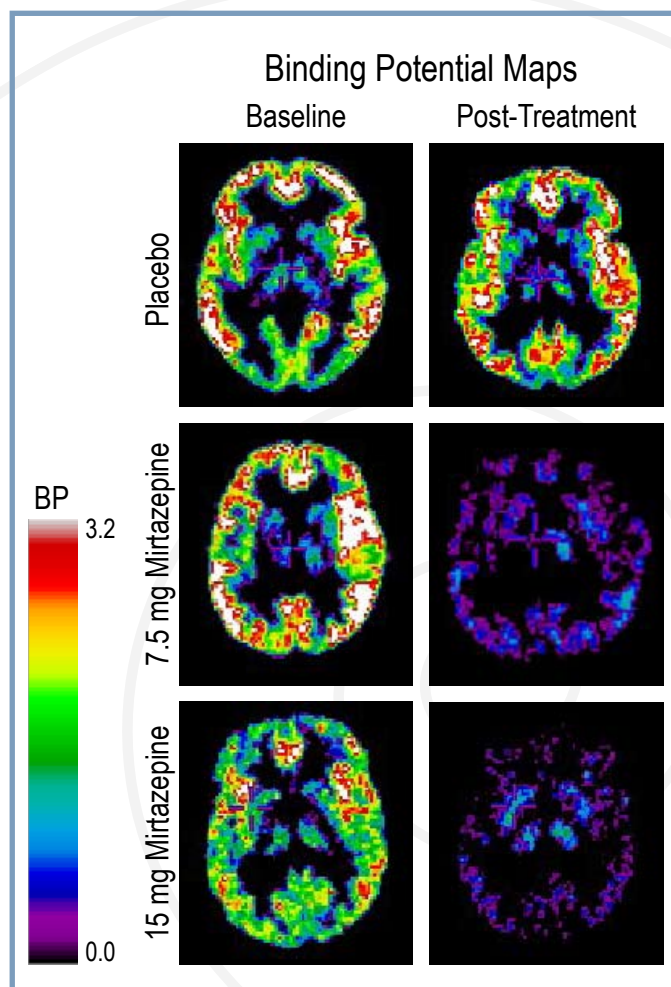 Binding Potential Maps
Baseline
Post-Treatment
Placebo
7.5 mg Mirtazepine
15 mg Mirtazepine
BP
3.2
0.0